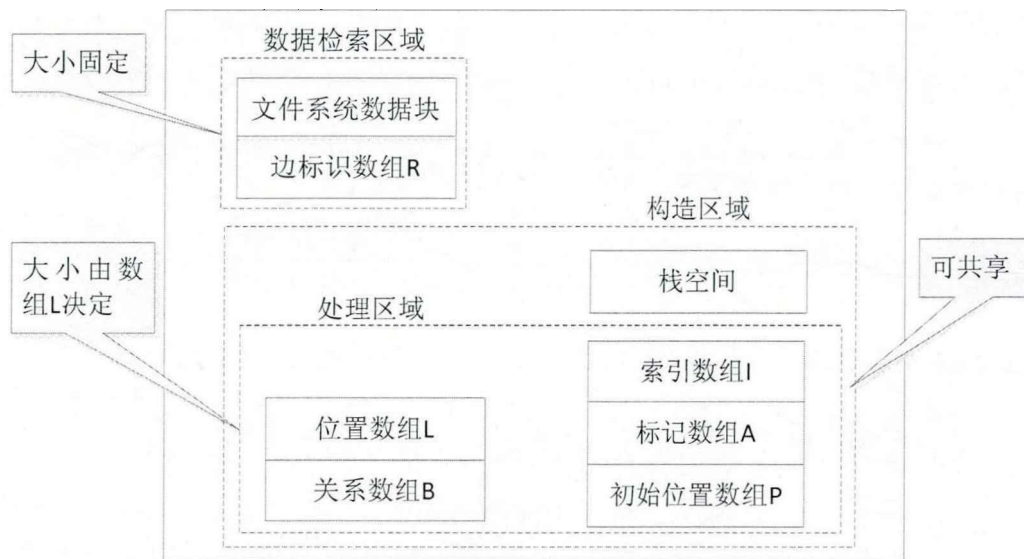 数据检索区域
大小固定
文件系统数据块
边标识数组R
构造区域
大小由数
组L决定
栈空间
可共享
处理区域
索引数组I
位置数组L
标记数组A
关系数组B
初始位置数组P